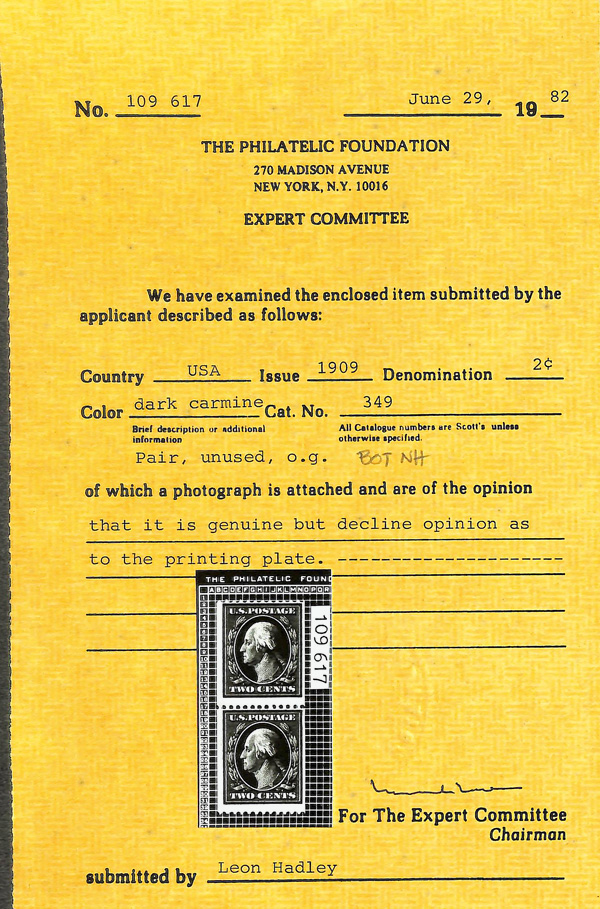 No. 109 617 June 29, 19 82
THE PHILATELIC FOUNDATION
270 MADISON AVENUE
NEW YORK, N.Y. 10016
EXPERT COMMITTEE
We have examined the enclosed item submitted by the
applicant described as follows:
Country USA Issue 1909 Denomination 2¢
Color dark carmine Cat. No. 349
Brief description or additional
information
All Catalogue numbers are Scott's unless
otherwise specified.
Pair, unused, o.g. BOT NH
of which a photograph is attached and are of the opinion
that it is genuine but decline opinion as
to the printing plate. ----------------------
THE PHILATELIC FOUN
ABCDEFGHIJKLMNOPQR
U.S. POSTAGE
109 617
TWO CENTS
U.S. POSTAGE
TWO CENTS
For The Expert Committee
Chairman
submitted by Leon Hadley